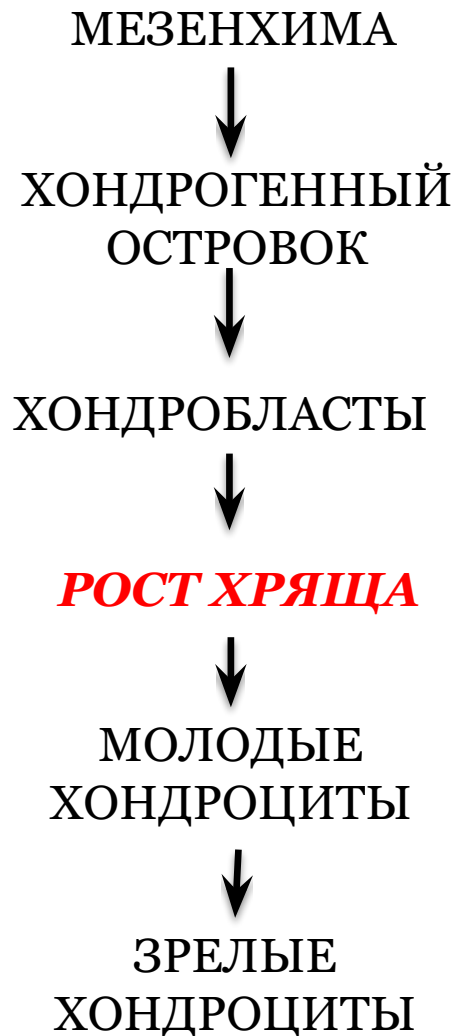 МЕЗЕНХИМА
ХОНДРОГЕННЫЙ
ОСТРОВОК
ХОНДРОБЛАСТЫ
РОСТ ХРЯЩА
МОЛОДЫЕ
ХОНДРОЦИТЫ
ЗРЕЛЫЕ
ХОНДРОЦИТЫ